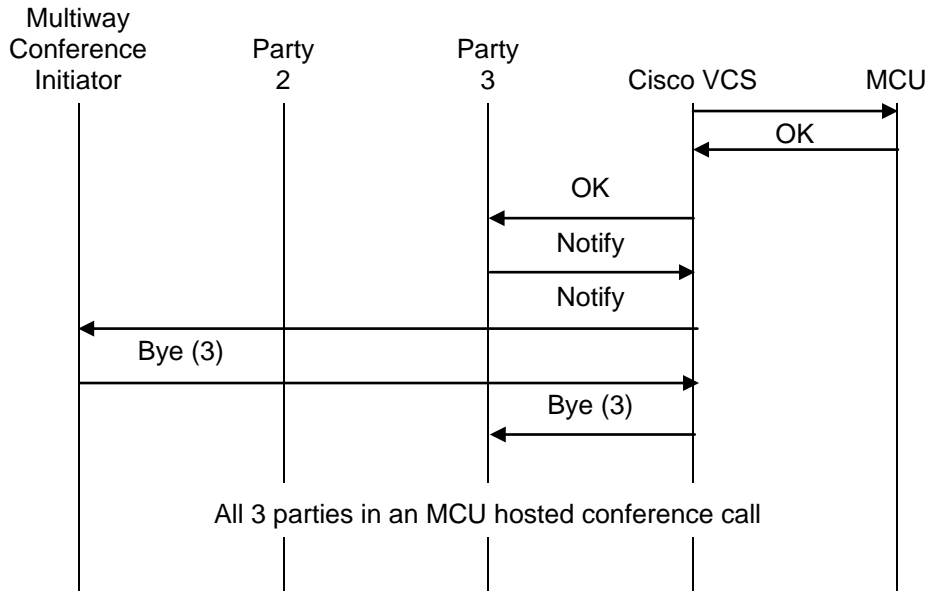 Multiway
Conference
Initiator
Party
2
Party
3
Cisco VCS
MCU
OK
OK
Notify
Notify
Bye (3)
Bye (3)
All 3 parties in an MCU hosted conference call